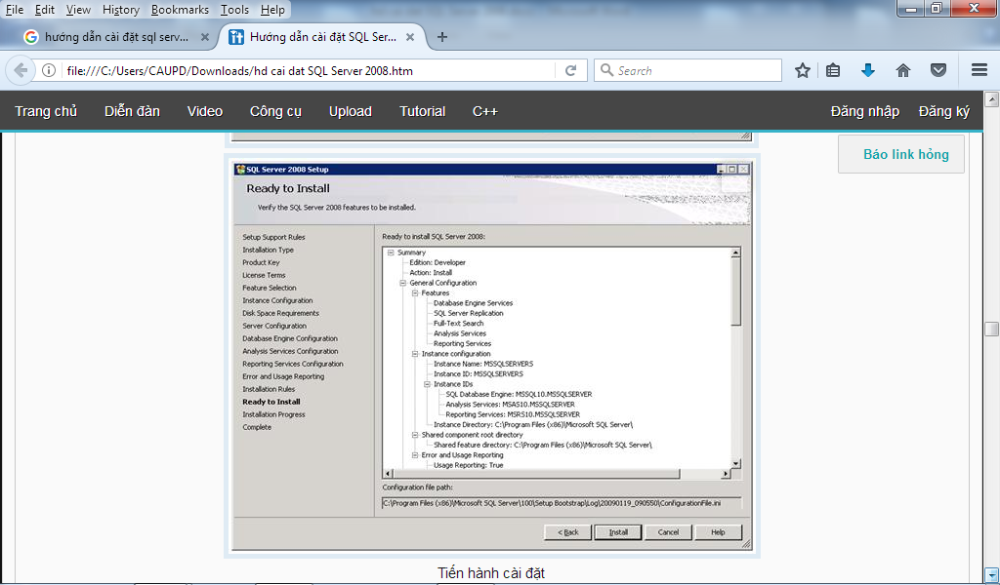 File Edit View History Bookmarks Tools Help
hướng dẫn cài đặt sql serv...
Hướng dẫn cài đặt SQL Ser...
file:///C:/Users/CAUPD/Downloads/hd cai dat SQL Server 2008.htm
Search
Trang chủ Diễn đàn Video Công cụ Upload Tutorial C++ Đăng nhập Đăng ký
Báo link hỏng
SQL Server 2008 Setup
Ready to Install
Verify the SQL Server 2008 features to be installed.
Setup Support Rules
Installation Type
Product Key
License Terms
Feature Selection
Instance Configuration
Disk Space Requirements
Server Configuration
Database Engine Configuration
Analysis Services Configuration
Reporting Services Configuration
Error and Usage Reporting
Installation Rules
Ready to Install
Installation Progress
Complete
Ready to install SQL Server 2008:
Summary
Edition: Developer
Action: Install
General Configuration
Features
Database Engine Services
SQL Server Replication
Full-Text Search
Analysis Services
Reporting Services
Instance configuration
Instance Name: MSSQLSERVERS
Instance ID: MSSQLSERVERS
Instance IDs
SQL Database Engine: MSSQL10.MSSQLSERVER
Analysis Services: MSAS10.MSSQLSERVER
Reporting Services: MSRS10.MSSQLSERVER
Instance Directory: C:\Program Files (x86)\Microsoft SQL Server\
Shared component root directory
Shared feature directory: C:\Program Files (x86)\Microsoft SQL Server\
Error and Usage Reporting
Usage Reporting: True
Configuration file path:
C:\Program Files (x86)\Microsoft SQL Server\100\Setup Bootstrap\Log\20090119_090550\ConfigurationFile.ini
< Back Install Cancel Help
Tiến hành cài đặt